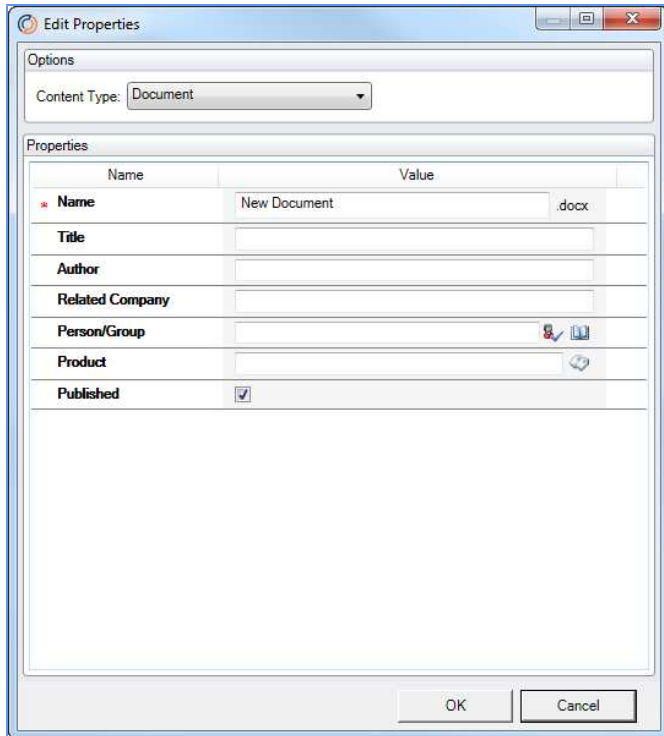 Edit Properties
Options
Content Type: Document
Properties
Name Value
* Name New Document .docx
Title
Author
Related Company
Person/Group
Product
Published
OK Cancel